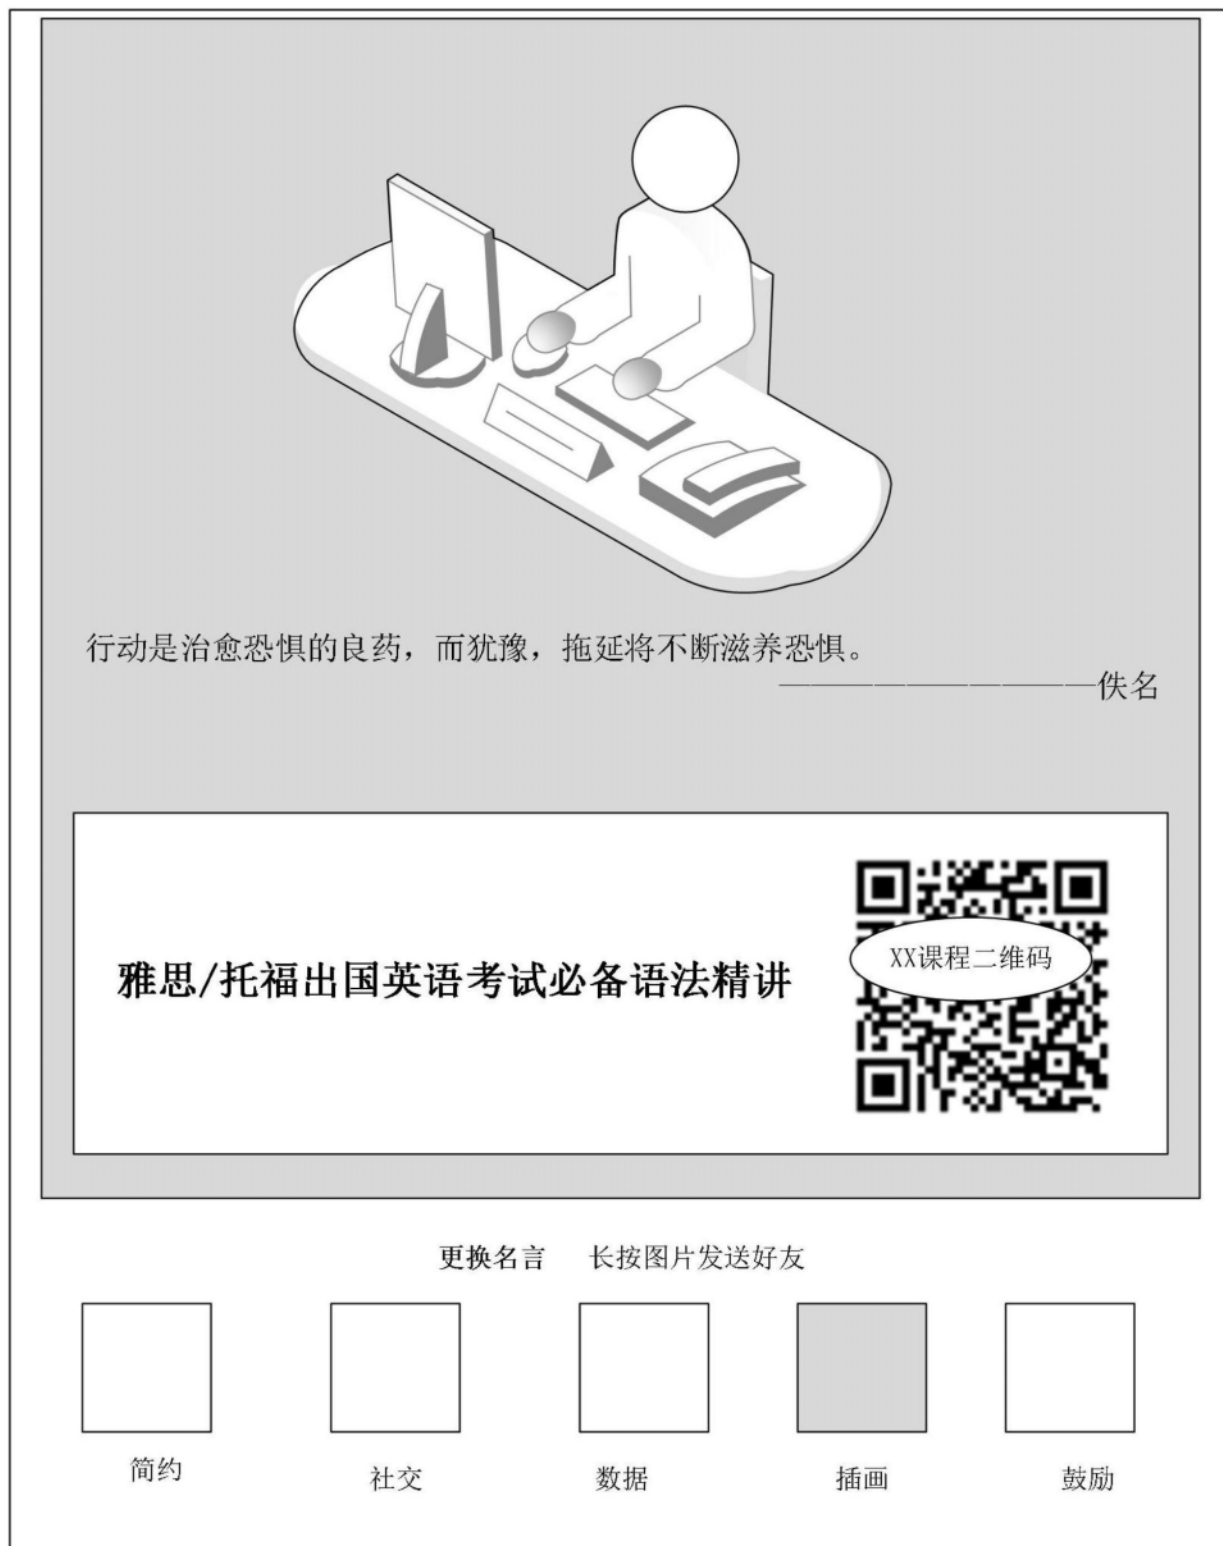 行动是治愈恐惧的良药，而犹豫，拖延将不断滋养恐惧。
——————————佚名
雅思/托福出国英语考试必备语法精讲
XX课程二维码
更换名言 长按图片发送好友
简约 社交 数据 插画 鼓励